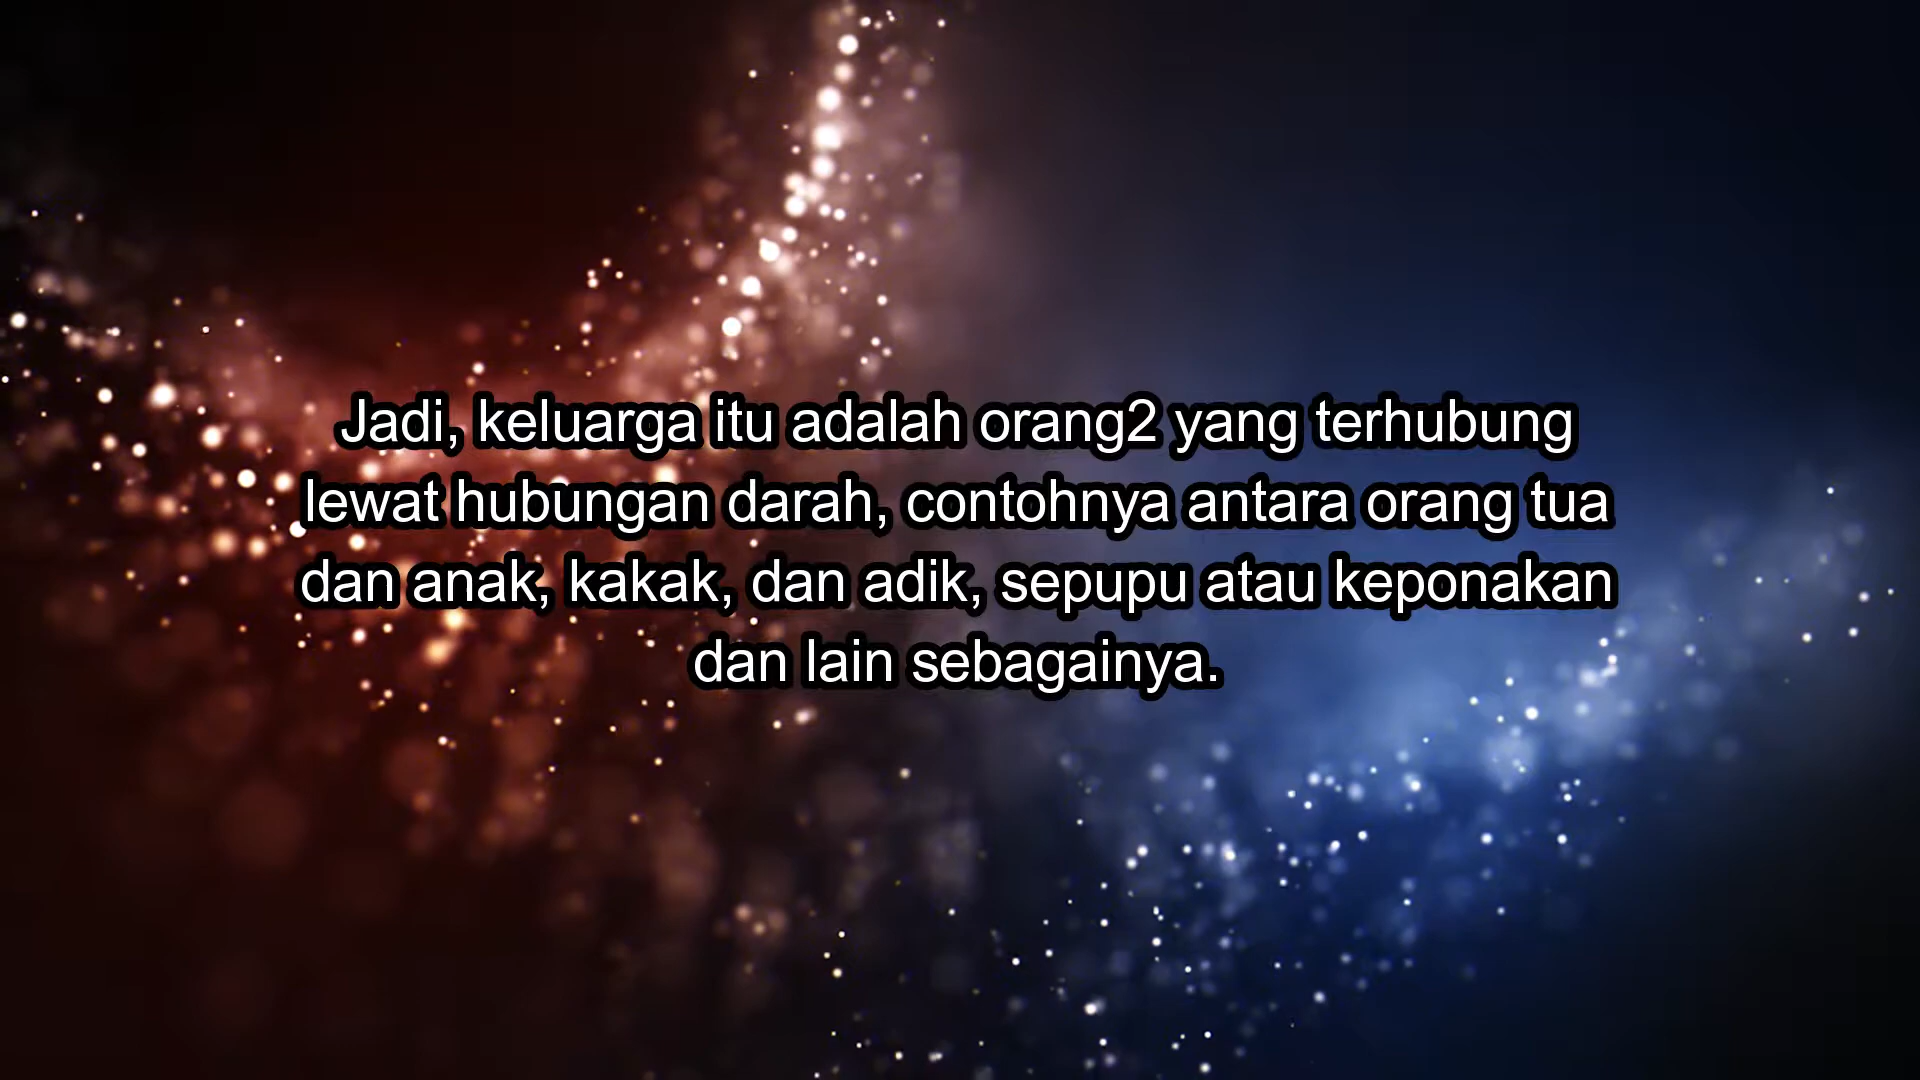 Jadi, keluarga itu adalah orang2 yang terhubung
lewat hubungan darah, contohnya antara orang tua
dan anak, kakak, dan adik, sepupu atau keponakan
dan lain sebagainya.